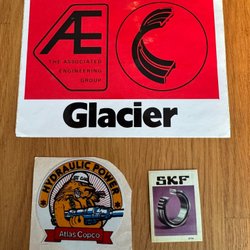 Æ
THE ASSOCIATED
ENGINEERING
GROUP
Glacier
HYDRAULIC POWER
Atlas Copco
SKF